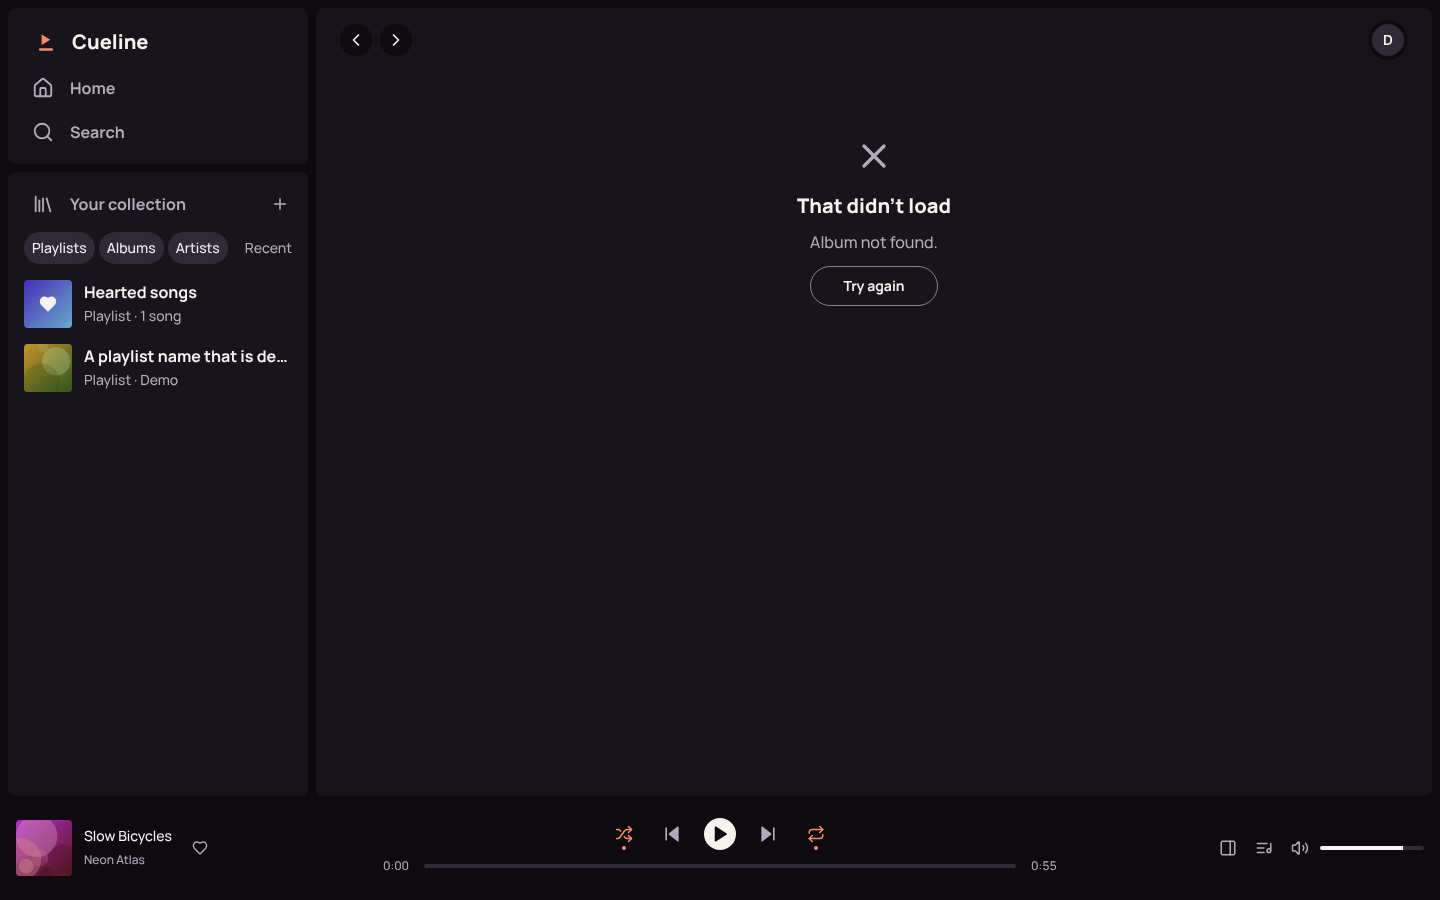 Cueline
Home
Search
Your collection
Playlists
Albums
Artists
Recent
Hearted songs
Playlist · 1 song
A playlist name that is de…
Playlist · Demo
D
That didn’t load
Album not found.
Try again
Slow Bicycles
Neon Atlas
0:00
0:55